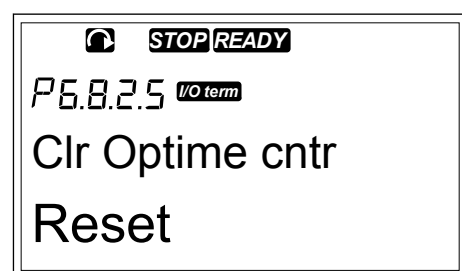 STOP READY
P6.8.2.5 I/O term
Clr Optime cntr
Reset